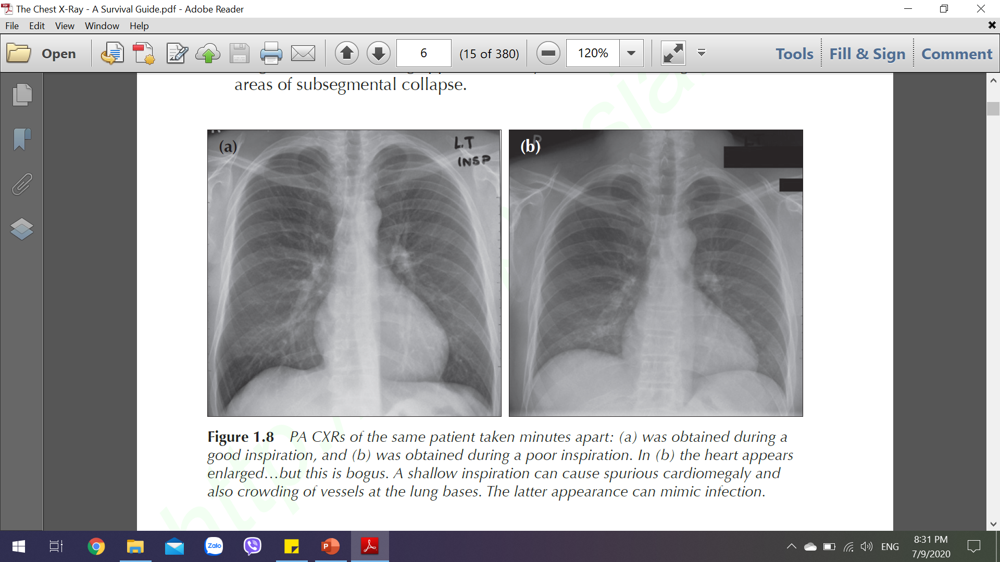 The Chest X-Ray - A Survival Guide.pdf - Adobe Reader
File Edit View Window Help
Open 6 (15 of 380) 120% Tools Fill & Sign Comment
areas of subsegmental collapse.
(a) L.T
INSP
(b) R
Figure 1.8 PA CXRs of the same patient taken minutes apart: (a) was obtained during a
good inspiration, and (b) was obtained during a poor inspiration. In (b) the heart appears
enlarged...but this is bogus. A shallow inspiration can cause spurious cardiomegaly and
also crowding of vessels at the lung bases. The latter appearance can mimic infection.
Zalo
ENG
8:31 PM
7/9/2020